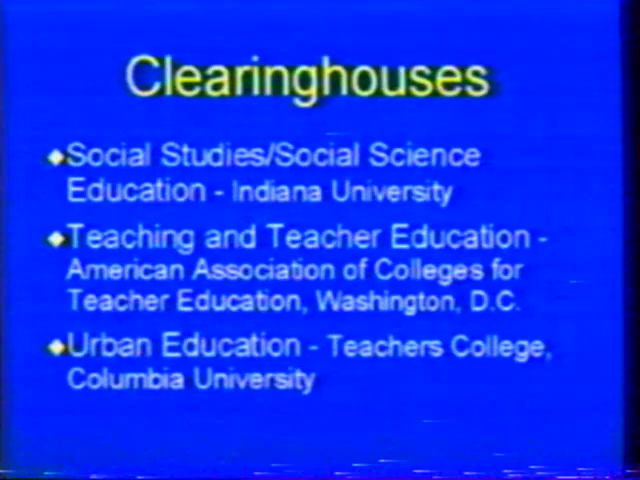 Clearinghouses
◆Social Studies/Social Science
Education - Indiana University
◆Teaching and Teacher Education -
American Association of Colleges for
Teacher Education, Washington, D.C.
◆Urban Education - Teachers College,
Columbia University